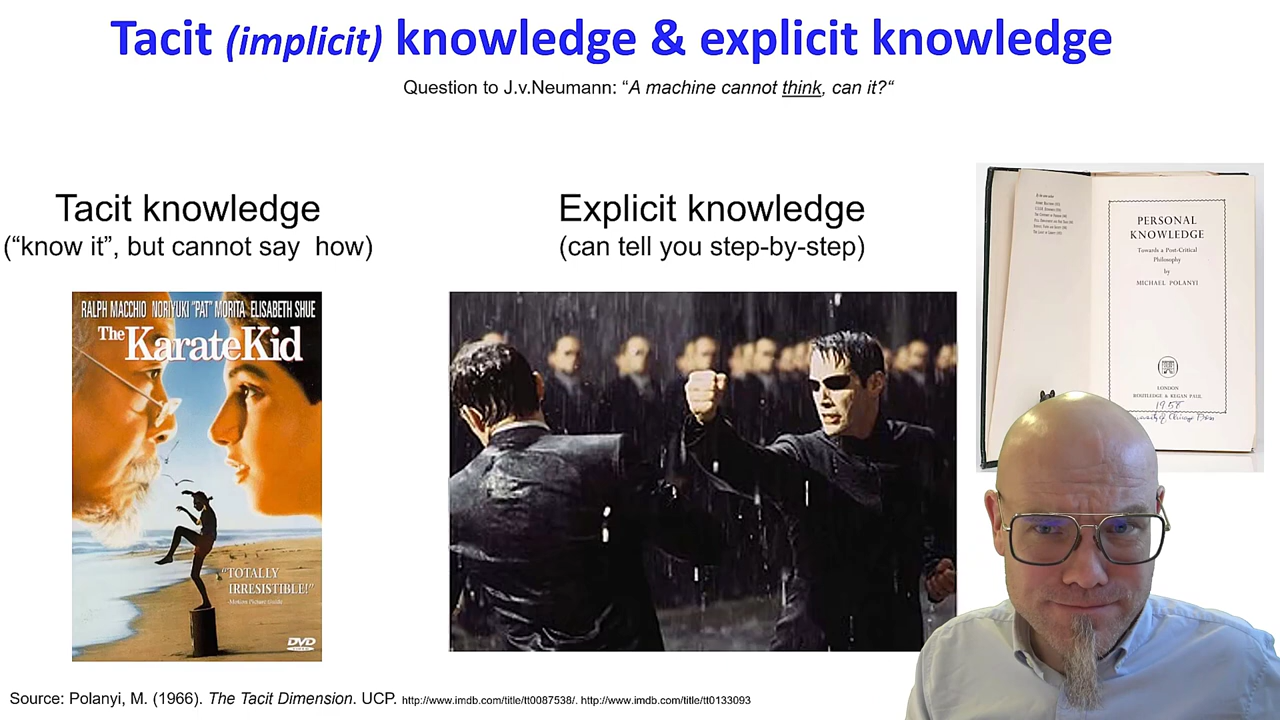 Tacit (implicit) knowledge & explicit knowledge
Question to J.v.Neumann: “A machine cannot think, can it?“
Tacit knowledge
(“know it”, but cannot say  how)
Explicit knowledge
(can tell you step-by-step)
RALPH MACCHIO NORIYUKI "PAT" MORITA ELISABETH SHUE
The Karate Kid
"TOTALLY
IRRESISTIBLE!"
DVD
VIDEO
PERSONAL
KNOWLEDGE
Towards a Post-Critical
Philosophy
by
MICHAEL POLANYI
LONDON
ROUTLEDGE & KEGAN PAUL
1958
Source: Polanyi, M. (1966). The Tacit Dimension. UCP. http://www.imdb.com/title/tt0087538/. http://www.imdb.com/title/tt0133093